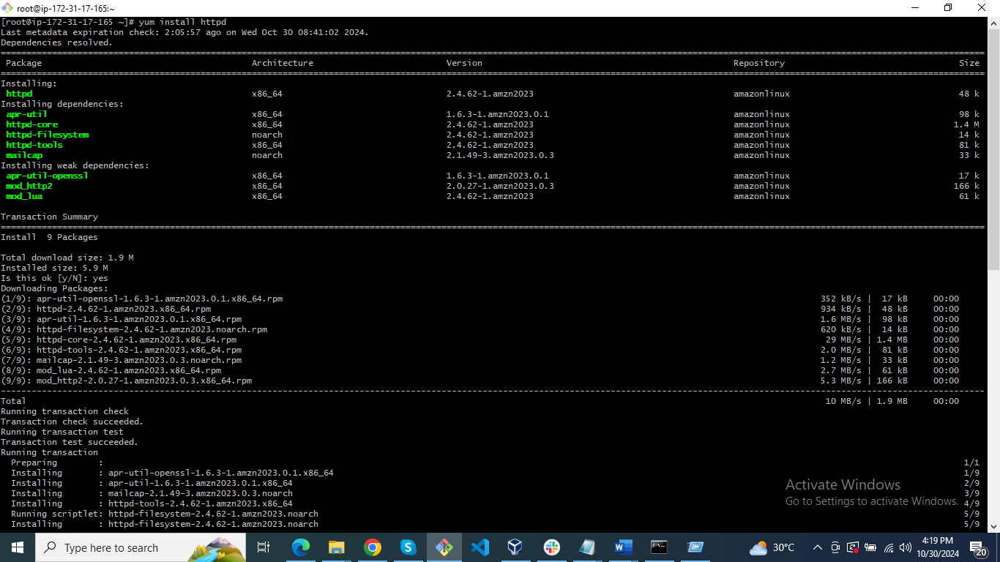 root@ip-172-31-17-165:~
[root@ip-172-31-17-165 ~]# yum install httpd
Last metadata expiration check: 2:05:57 ago on Wed Oct 30 08:41:02 2024.
Dependencies resolved.
Package Architecture Version Repository Size
Installing:
httpd x86_64 2.4.62-1.amzn2023 amazonlinux 48 k
Installing dependencies:
apr-util x86_64 1.6.3-1.amzn2023.0.1 amazonlinux 98 k
httpd-core x86_64 2.4.62-1.amzn2023 amazonlinux 1.4 M
httpd-filesystem noarch 2.4.62-1.amzn2023 amazonlinux 14 k
httpd-tools x86_64 2.4.62-1.amzn2023 amazonlinux 81 k
mailcap noarch 2.1.49-3.amzn2023.0.3 amazonlinux 33 k
Installing weak dependencies:
apr-util-openssl x86_64 1.6.3-1.amzn2023.0.1 amazonlinux 17 k
mod_http2 x86_64 2.0.27-1.amzn2023.0.3 amazonlinux 166 k
mod_lua x86_64 2.4.62-1.amzn2023 amazonlinux 61 k
Transaction Summary
Install 9 Packages
Total download size: 1.9 M
Installed size: 5.9 M
Is this ok [y/N]: yes
Downloading Packages:
(1/9): apr-util-openssl-1.6.3-1.amzn2023.0.1.x86_64.rpm 352 kB/s | 17 kB 00:00
(2/9): httpd-2.4.62-1.amzn2023.x86_64.rpm 934 kB/s | 48 kB 00:00
(3/9): apr-util-1.6.3-1.amzn2023.0.1.x86_64.rpm 1.6 MB/s | 98 kB 00:00
(4/9): httpd-filesystem-2.4.62-1.amzn2023.noarch.rpm 620 kB/s | 14 kB 00:00
(5/9): httpd-core-2.4.62-1.amzn2023.x86_64.rpm 29 MB/s | 1.4 MB 00:00
(6/9): httpd-tools-2.4.62-1.amzn2023.x86_64.rpm 2.0 MB/s | 81 kB 00:00
(7/9): mailcap-2.1.49-3.amzn2023.0.3.noarch.rpm 1.2 MB/s | 33 kB 00:00
(8/9): mod_lua-2.4.62-1.amzn2023.x86_64.rpm 2.7 MB/s | 61 kB 00:00
(9/9): mod_http2-2.0.27-1.amzn2023.0.3.x86_64.rpm 5.3 MB/s | 166 kB 00:00
Total 10 MB/s | 1.9 MB 00:00
Running transaction check
Transaction check succeeded.
Running transaction test
Transaction test succeeded.
Running transaction
Preparing : 1/1
Installing : apr-util-openssl-1.6.3-1.amzn2023.0.1.x86_64 1/9
Installing : apr-util-1.6.3-1.amzn2023.0.1.x86_64 2/9
Installing : mailcap-2.1.49-3.amzn2023.0.3.noarch 3/9
Installing : httpd-tools-2.4.62-1.amzn2023.x86_64 4/9
Running scriptlet: httpd-filesystem-2.4.62-1.amzn2023.noarch 5/9
Installing : httpd-filesystem-2.4.62-1.amzn2023.noarch 5/9
Activate Windows
Go to Settings to activate Windows.
Type here to search
30°C
4:19 PM
10/30/2024
20